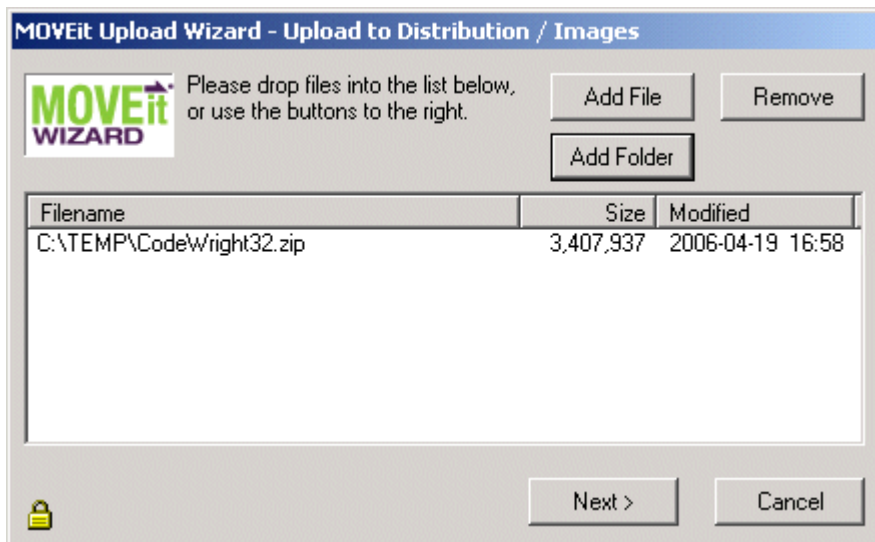 MOVEit Upload Wizard - Upload to Distribution / Images
MOVEit
WIZARD
Please drop files into the list below,
or use the buttons to the right.
Add File
Remove
Add Folder
Filename Size Modified
C:\TEMP\CodeWright32.zip 3,407,937 2006-04-19 16:58
Next >
Cancel